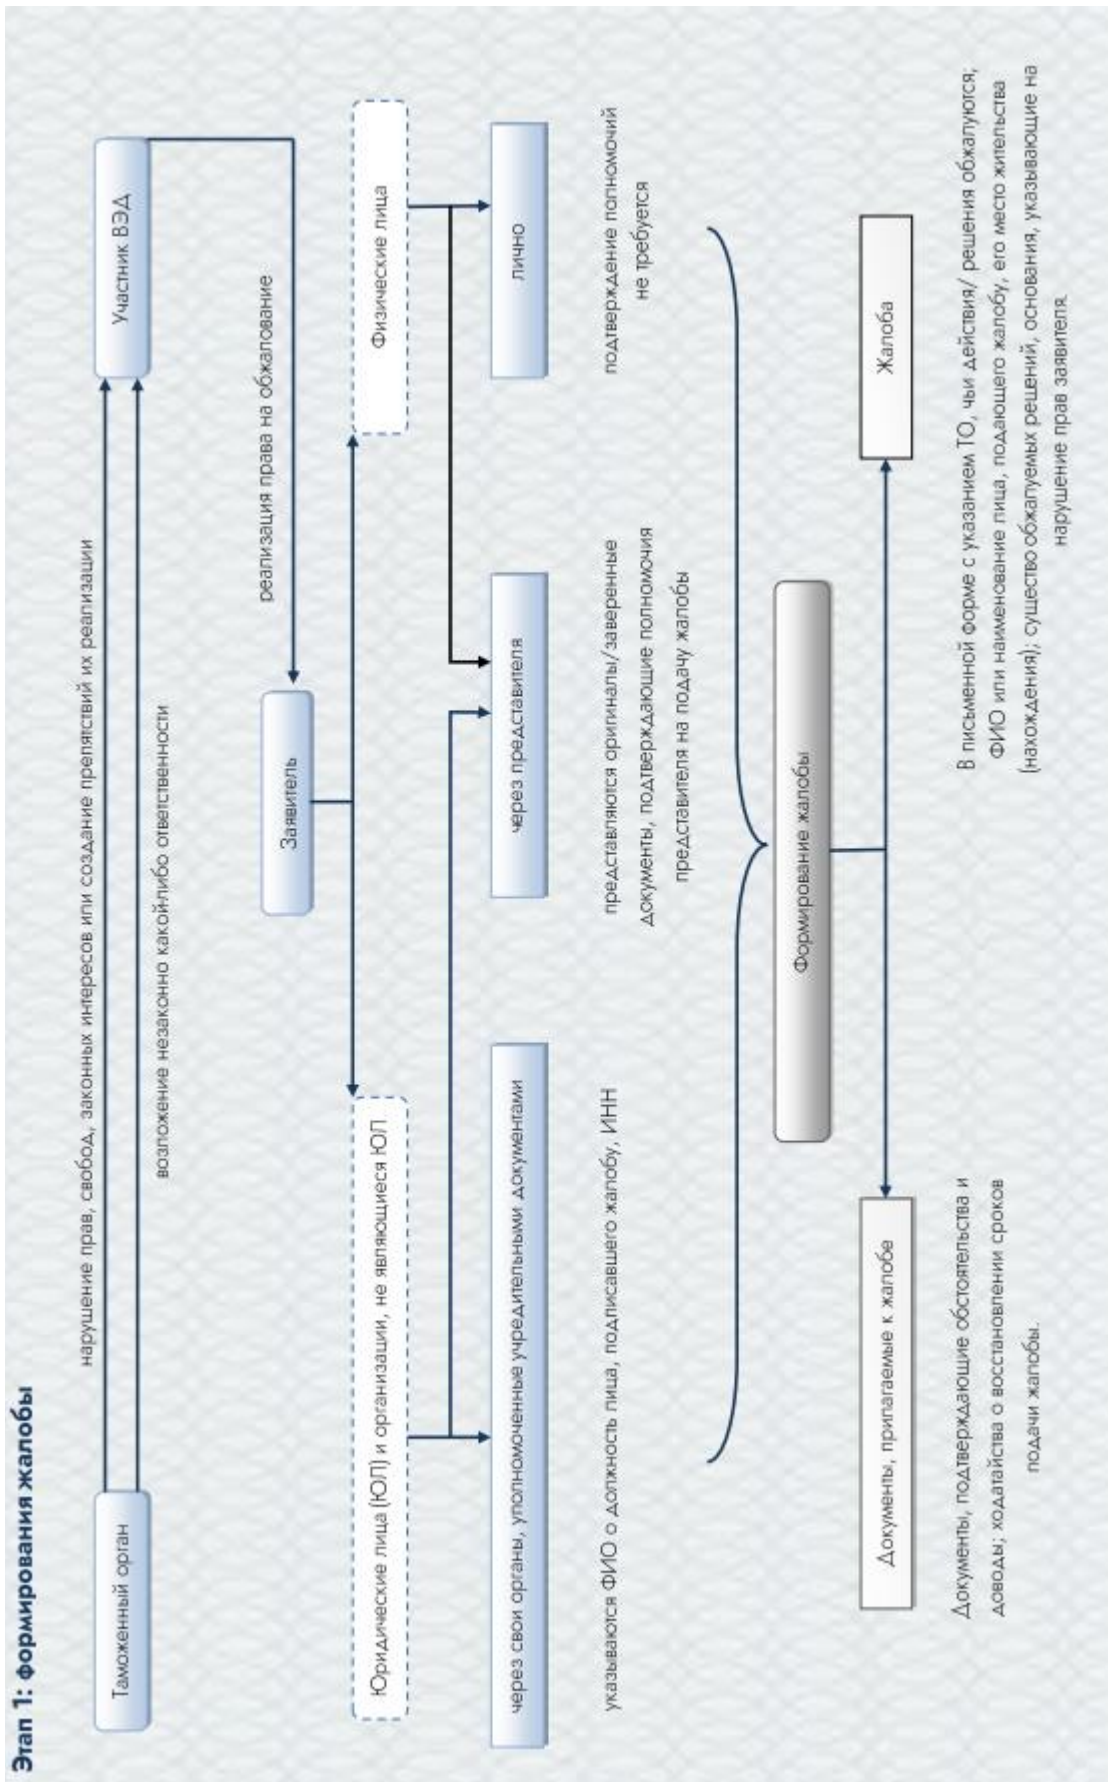 Этап 1: формирования жалобы
нарушение прав, свобод, законных интересов или создание препятствий их реализации
Таможенный орган
Участник ВЭД
возложение незаконно какой-либо ответственности
реализация права на обжалование
Заявитель
Юридические лица (ЮЛ) и организации, не являющиеся ЮЛ
Физические лица
через свои органы, уполномоченные учредительными документами
через представителя
лично
указываются ФИО о должность лица, подписавшего жалобу, ИНН
представляются оригиналы/заверенные
документы, подтверждающие полномочия
представителя на подачу жалобы
подтверждение полномочий
не требуется
Формирование жалобы
Документы, прилагаемые к жалобе
Жалоба
Документы, подтверждающие обстоятельства и
доводы; ходатайства о восстановлении сроков
подачи жалобы.
В письменной форме с указанием ТО, чьи действия/ решения обжалуются;
ФИО или наименование лица, подающего жалобу, его место жительства
(нахождения); существо обжалуемых решений, основания, указывающие на
нарушение прав заявителя.